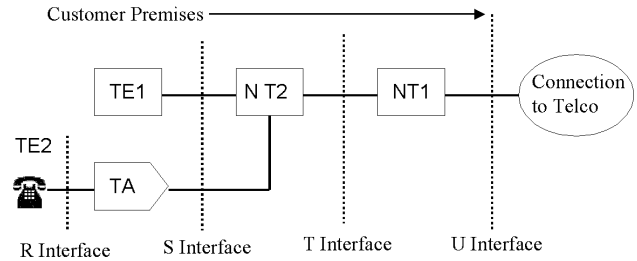 Customer Premises
TE1
N T2
NT1
Connection
to Telco
TE2
TA
R Interface
S Interface
T Interface
U Interface